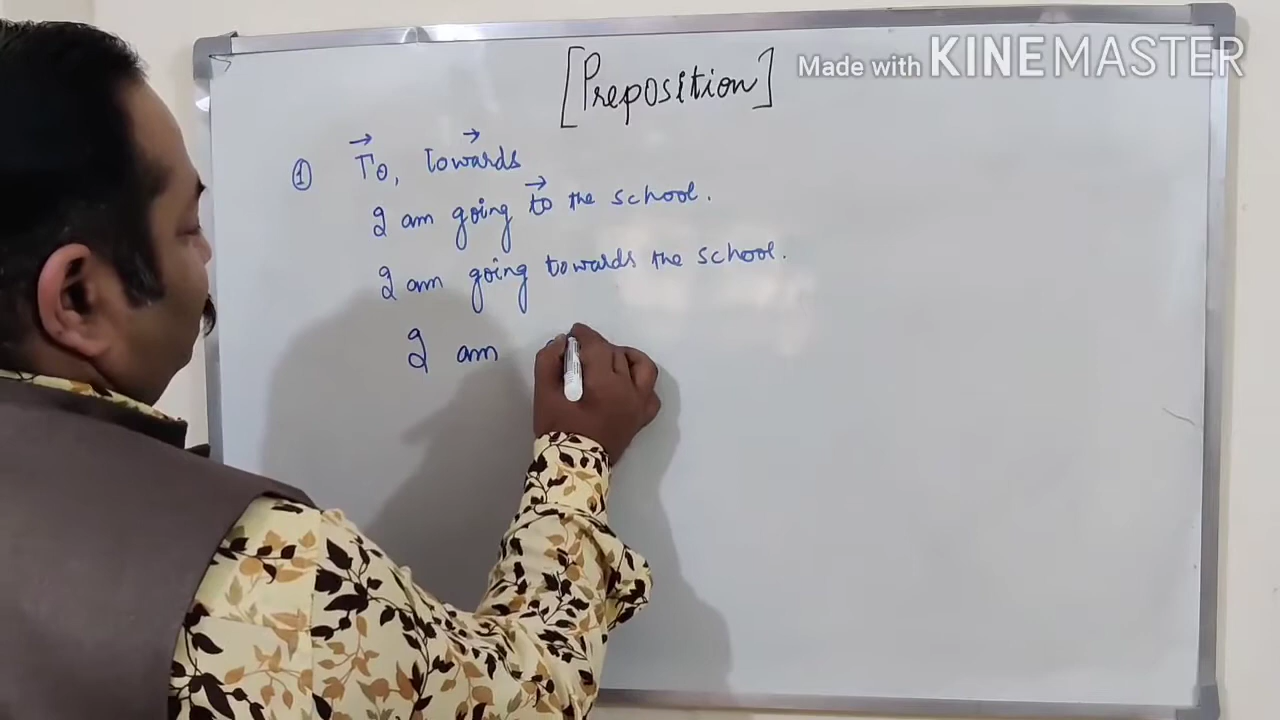 [Preposition]
Made with KINEMASTER
① To, towards
I am going to the school.
I am going towards the school.
I am